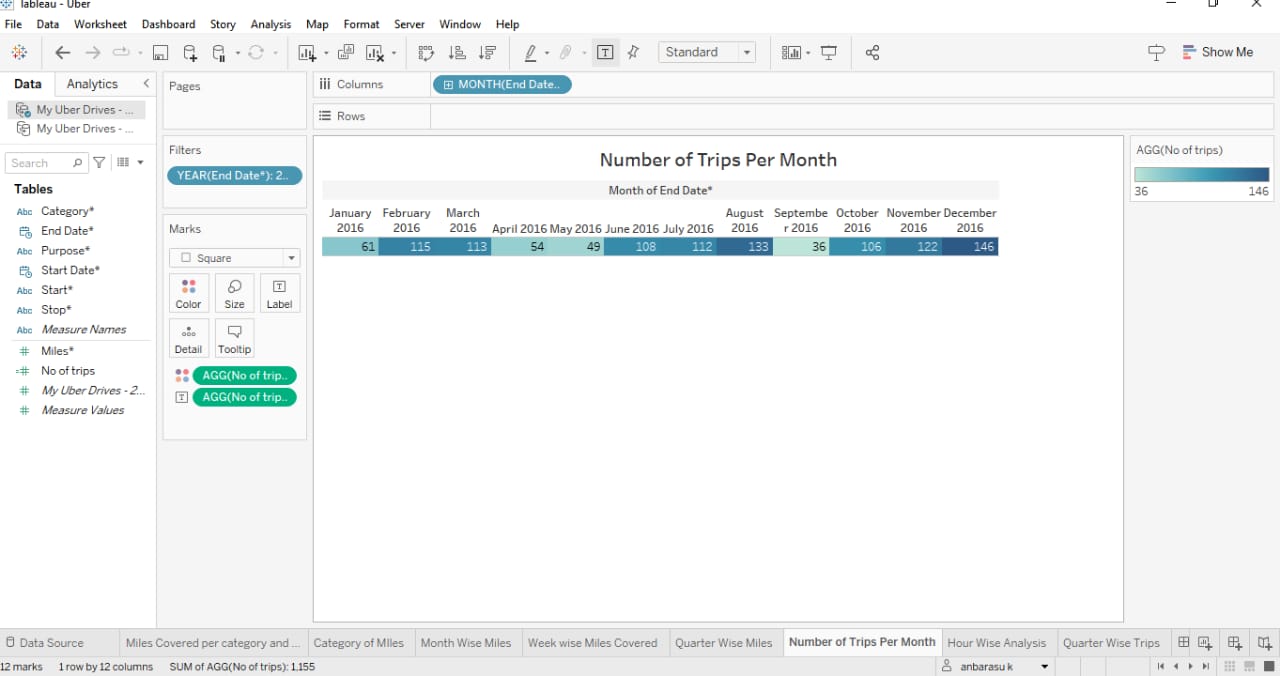 Tableau - Uber
File Data Worksheet Dashboard Story Analysis Map Format Server Window Help
Standard
Show Me
Data Analytics
My Uber Drives - ...
My Uber Drives - ...
Search
Tables
Abc Category*
End Date*
Abc Purpose*
Start Date*
Abc Start*
Abc Stop*
Abc Measure Names
# Miles*
=# No of trips
# My Uber Drives - 2...
# Measure Values
Pages
Filters
YEAR(End Date*): 2..
Marks
Square
Color Size Label
Detail Tooltip
AGG(No of trip..
AGG(No of trip..
Columns
MONTH(End Date..
Rows
Number of Trips Per Month
Month of End Date*
January February March August Septembe October November December
2016 2016 2016 April 2016 May 2016 June 2016 July 2016 2016 r 2016 2016 2016 2016
61 115 113 54 49 108 112 133 36 106 122 146
AGG(No of trips)
36 146
Data Source Miles Covered per category and ... Category of MIles Month Wise Miles Week wise Miles Covered Quarter Wise Miles Number of Trips Per Month Hour Wise Analysis Quarter Wise Trips
12 marks 1 row by 12 columns SUM of AGG(No of trips): 1,155
anbarasu k